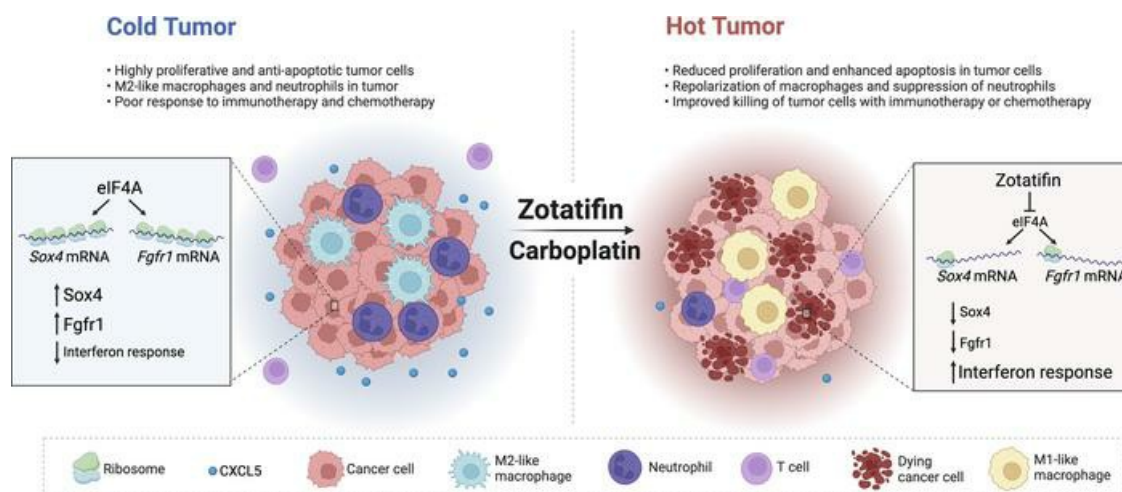 Cold Tumor
• Highly proliferative and anti-apoptotic tumor cells
• M2-like macrophages and neutrophils in tumor
• Poor response to immunotherapy and chemotherapy
Hot Tumor
• Reduced proliferation and enhanced apoptosis in tumor cells
• Repolarization of macrophages and suppression of neutrophils
• Improved killing of tumor cells with immunotherapy or chemotherapy
eIF4A
Sox4 mRNA
Fgfr1 mRNA
Sox4
Fgfr1
Interferon response
Zotatifin
Carboplatin
Zotatifin
eIF4A
Sox4 mRNA
Fgfr1 mRNA
Sox4
Fgfr1
Interferon response
Ribosome
CXCL5
Cancer cell
M2-like
macrophage
Neutrophil
T cell
Dying
cancer cell
M1-like
macrophage